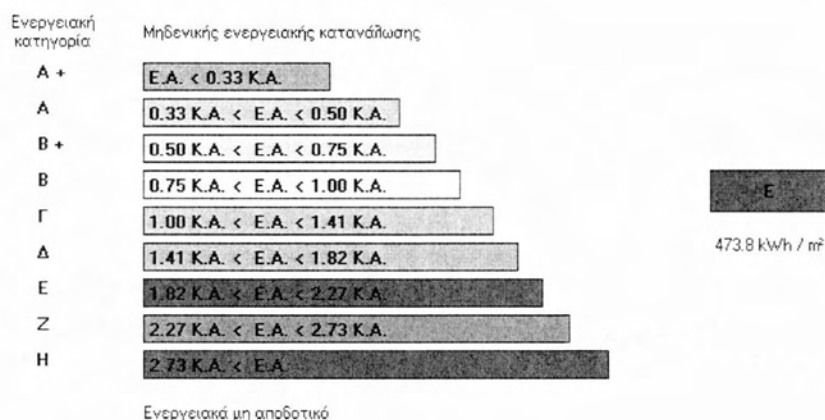 Ενεργειακή κατηγορία
Μηδενικής ενεργειακής κατανάλωσης
A + Ε.Α. < 0.33 Κ.Α.
A 0.33 Κ.Α. < Ε.Α. < 0.50 Κ.Α.
B + 0.50 Κ.Α. < Ε.Α. < 0.75 Κ.Α.
B 0.75 Κ.Α. < Ε.Α. < 1.00 Κ.Α.
Γ 1.00 Κ.Α. < Ε.Α. < 1.41 Κ.Α.
Δ 1.41 Κ.Α. < Ε.Α. < 1.82 Κ.Α.
Ε 1.82 Κ.Α. < Ε.Α. < 2.27 Κ.Α.
Ζ 2.27 Κ.Α. < Ε.Α. < 2.73 Κ.Α.
Η 2.73 Κ.Α. < Ε.Α.
Ενεργειακά μη αποδοτικό
Ε
473.8 kWh / m²